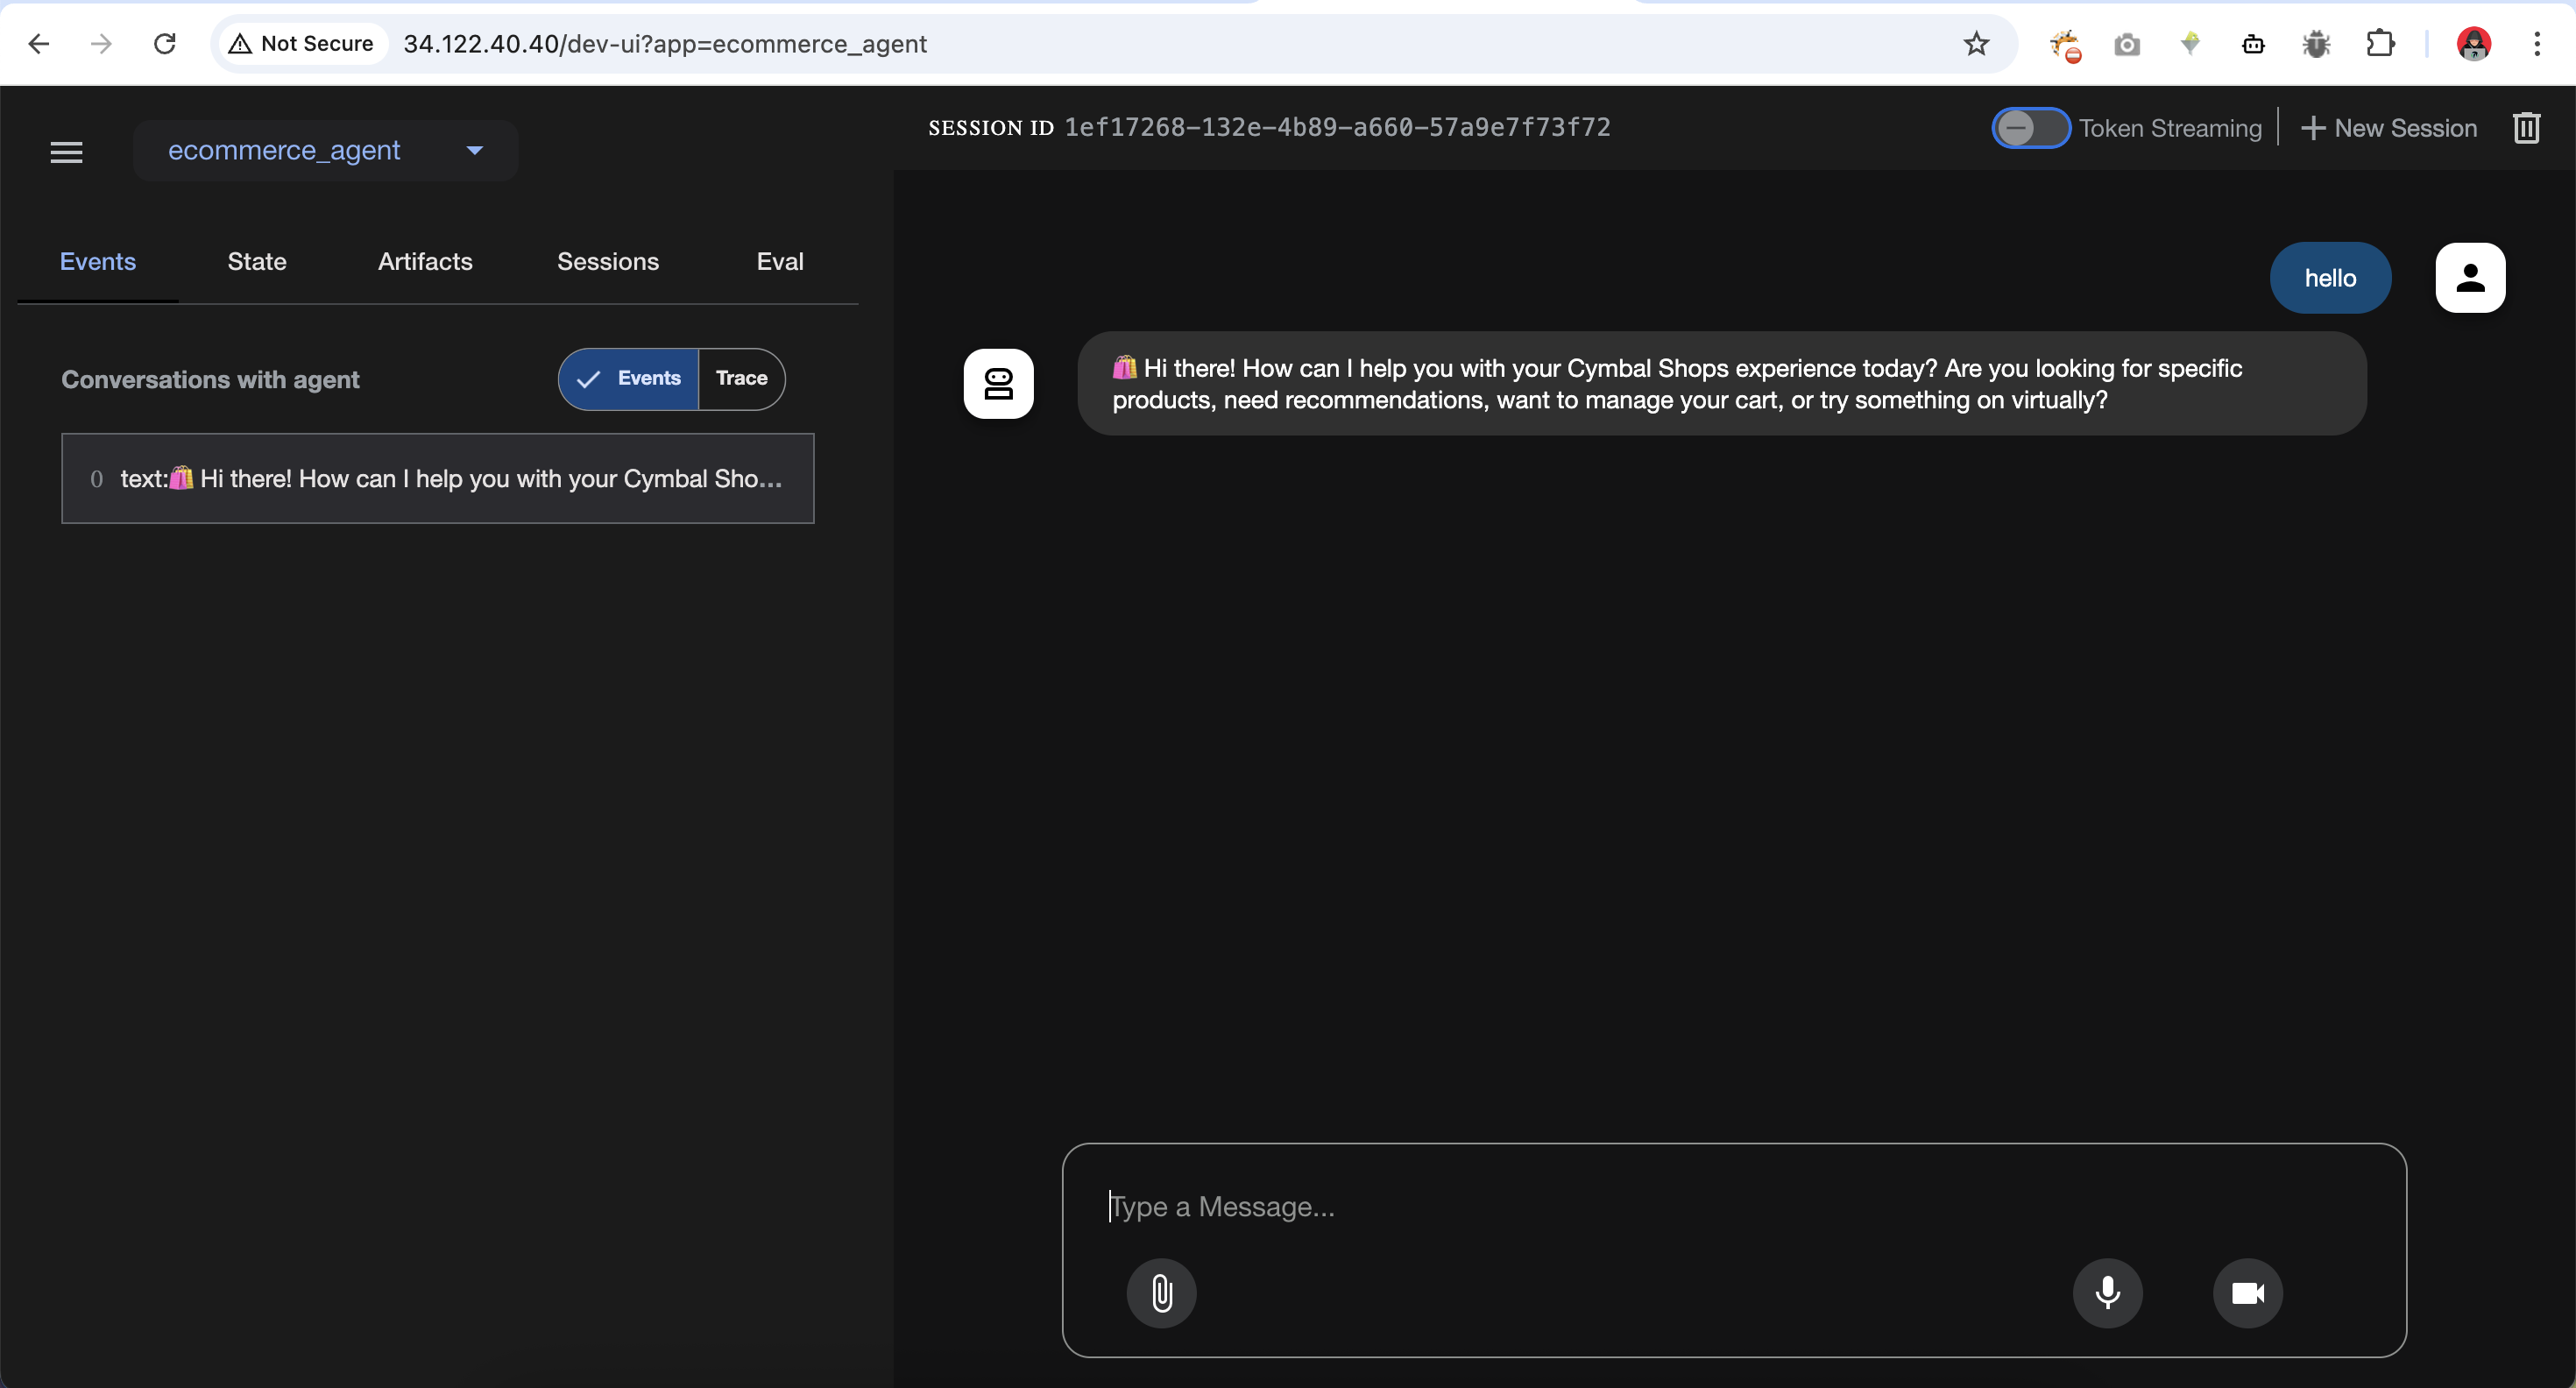 Not Secure 34.122.40.40/dev-ui?app=ecommerce_agent
ecommerce_agent
SESSION ID 1ef17268-132e-4b89-a660-57a9e7f73f72
Token Streaming
New Session
Events State Artifacts Sessions Eval
Conversations with agent
Events Trace
0 text:🛍️ Hi there! How can I help you with your Cymbal Sho...
hello
🛍️ Hi there! How can I help you with your Cymbal Shops experience today? Are you looking for specific
products, need recommendations, want to manage your cart, or try something on virtually?
Type a Message...